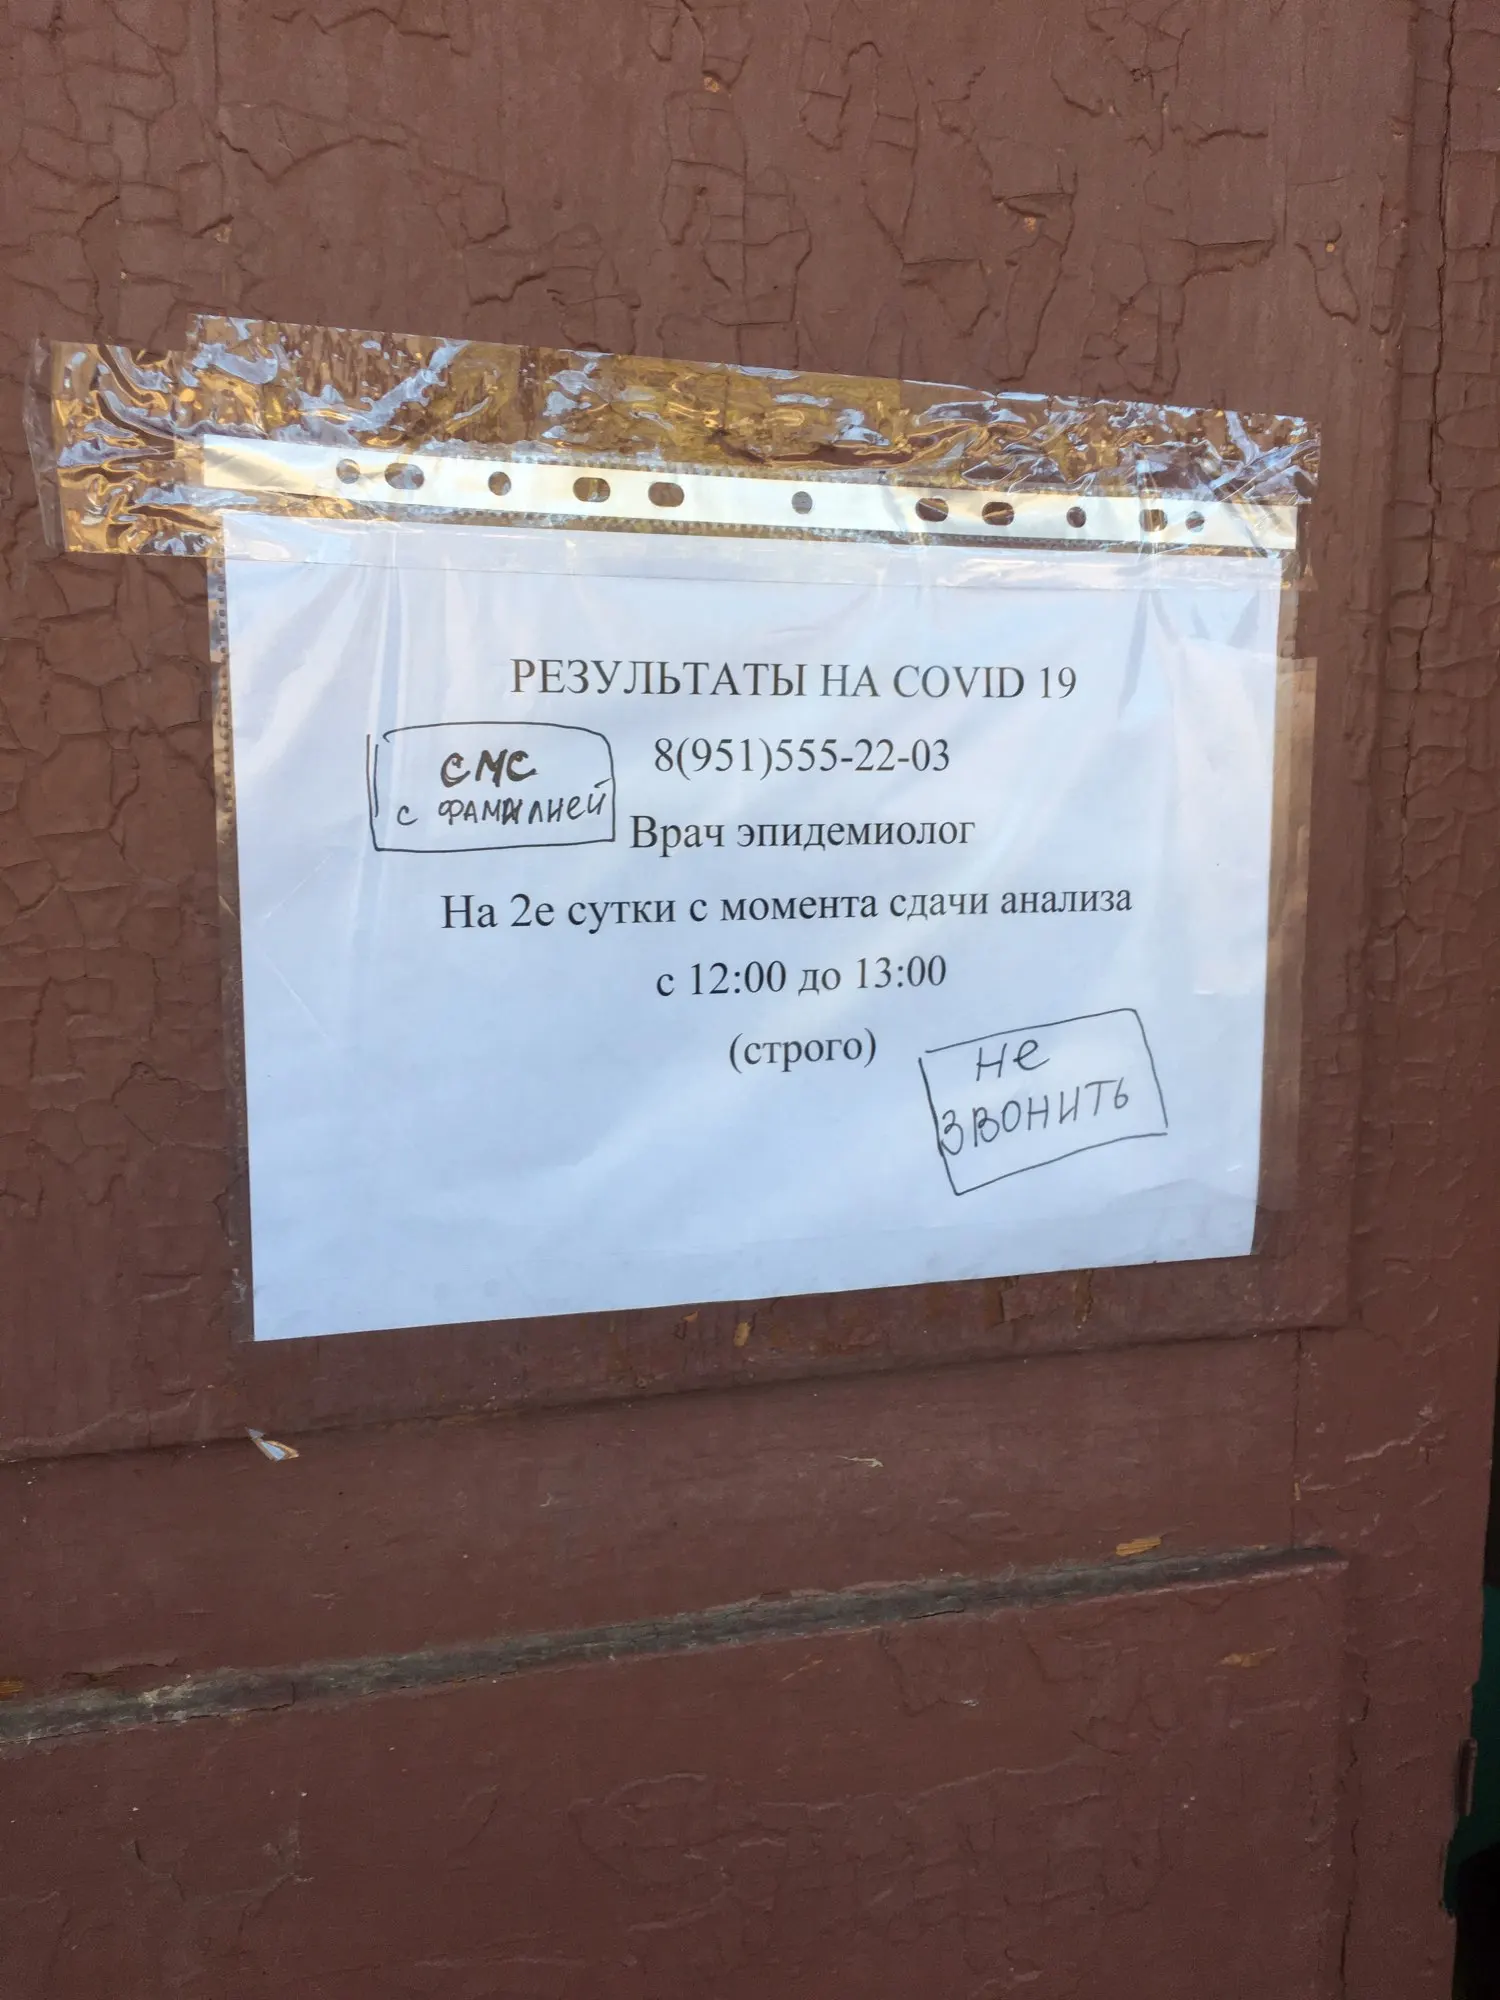 РЕЗУЛЬТАТЫ НА COVID 19
СМС
с ФАМИЛИЕЙ
8(951)555-22-03
Врач эпидемиолог
На 2е сутки с момента сдачи анализа
с 12:00 до 13:00
(строго)
НЕ
ЗВОНИТЬ